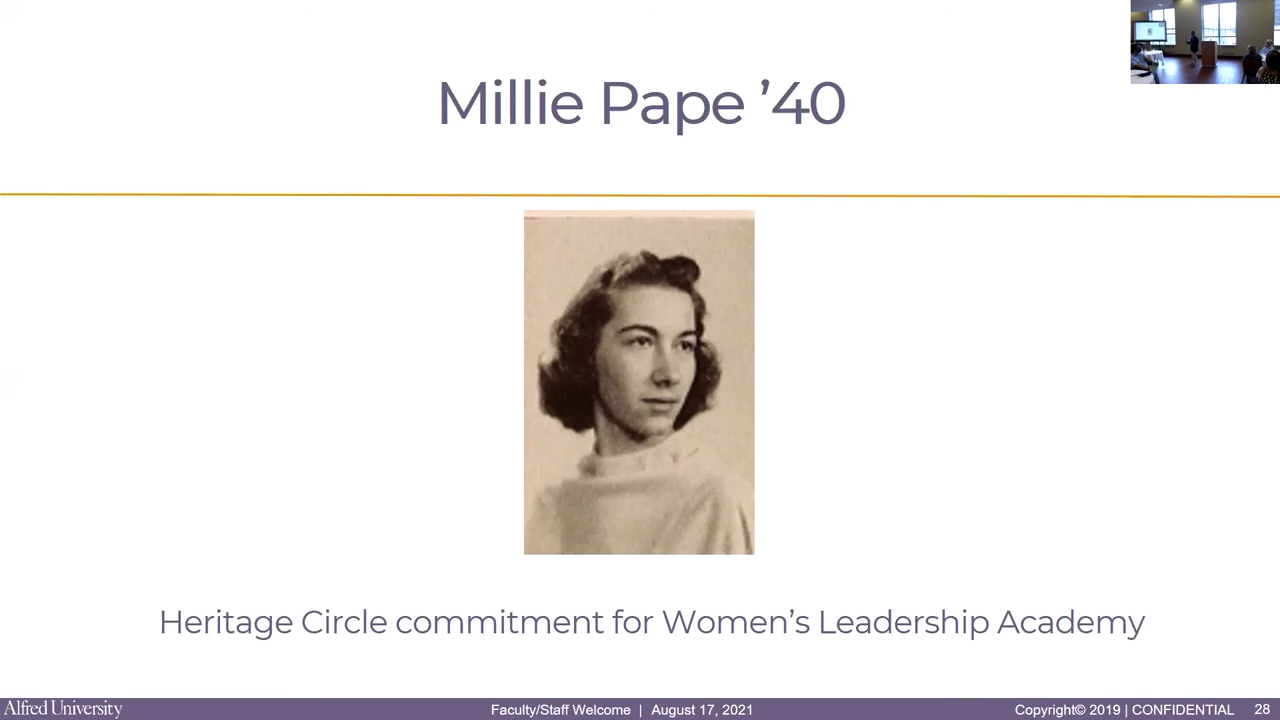 Millie Pape ’40
Heritage Circle commitment for Women’s Leadership Academy
Alfred University
Faculty/Staff Welcome | August 17, 2021
Copyright© 2019 | CONFIDENTIAL 28